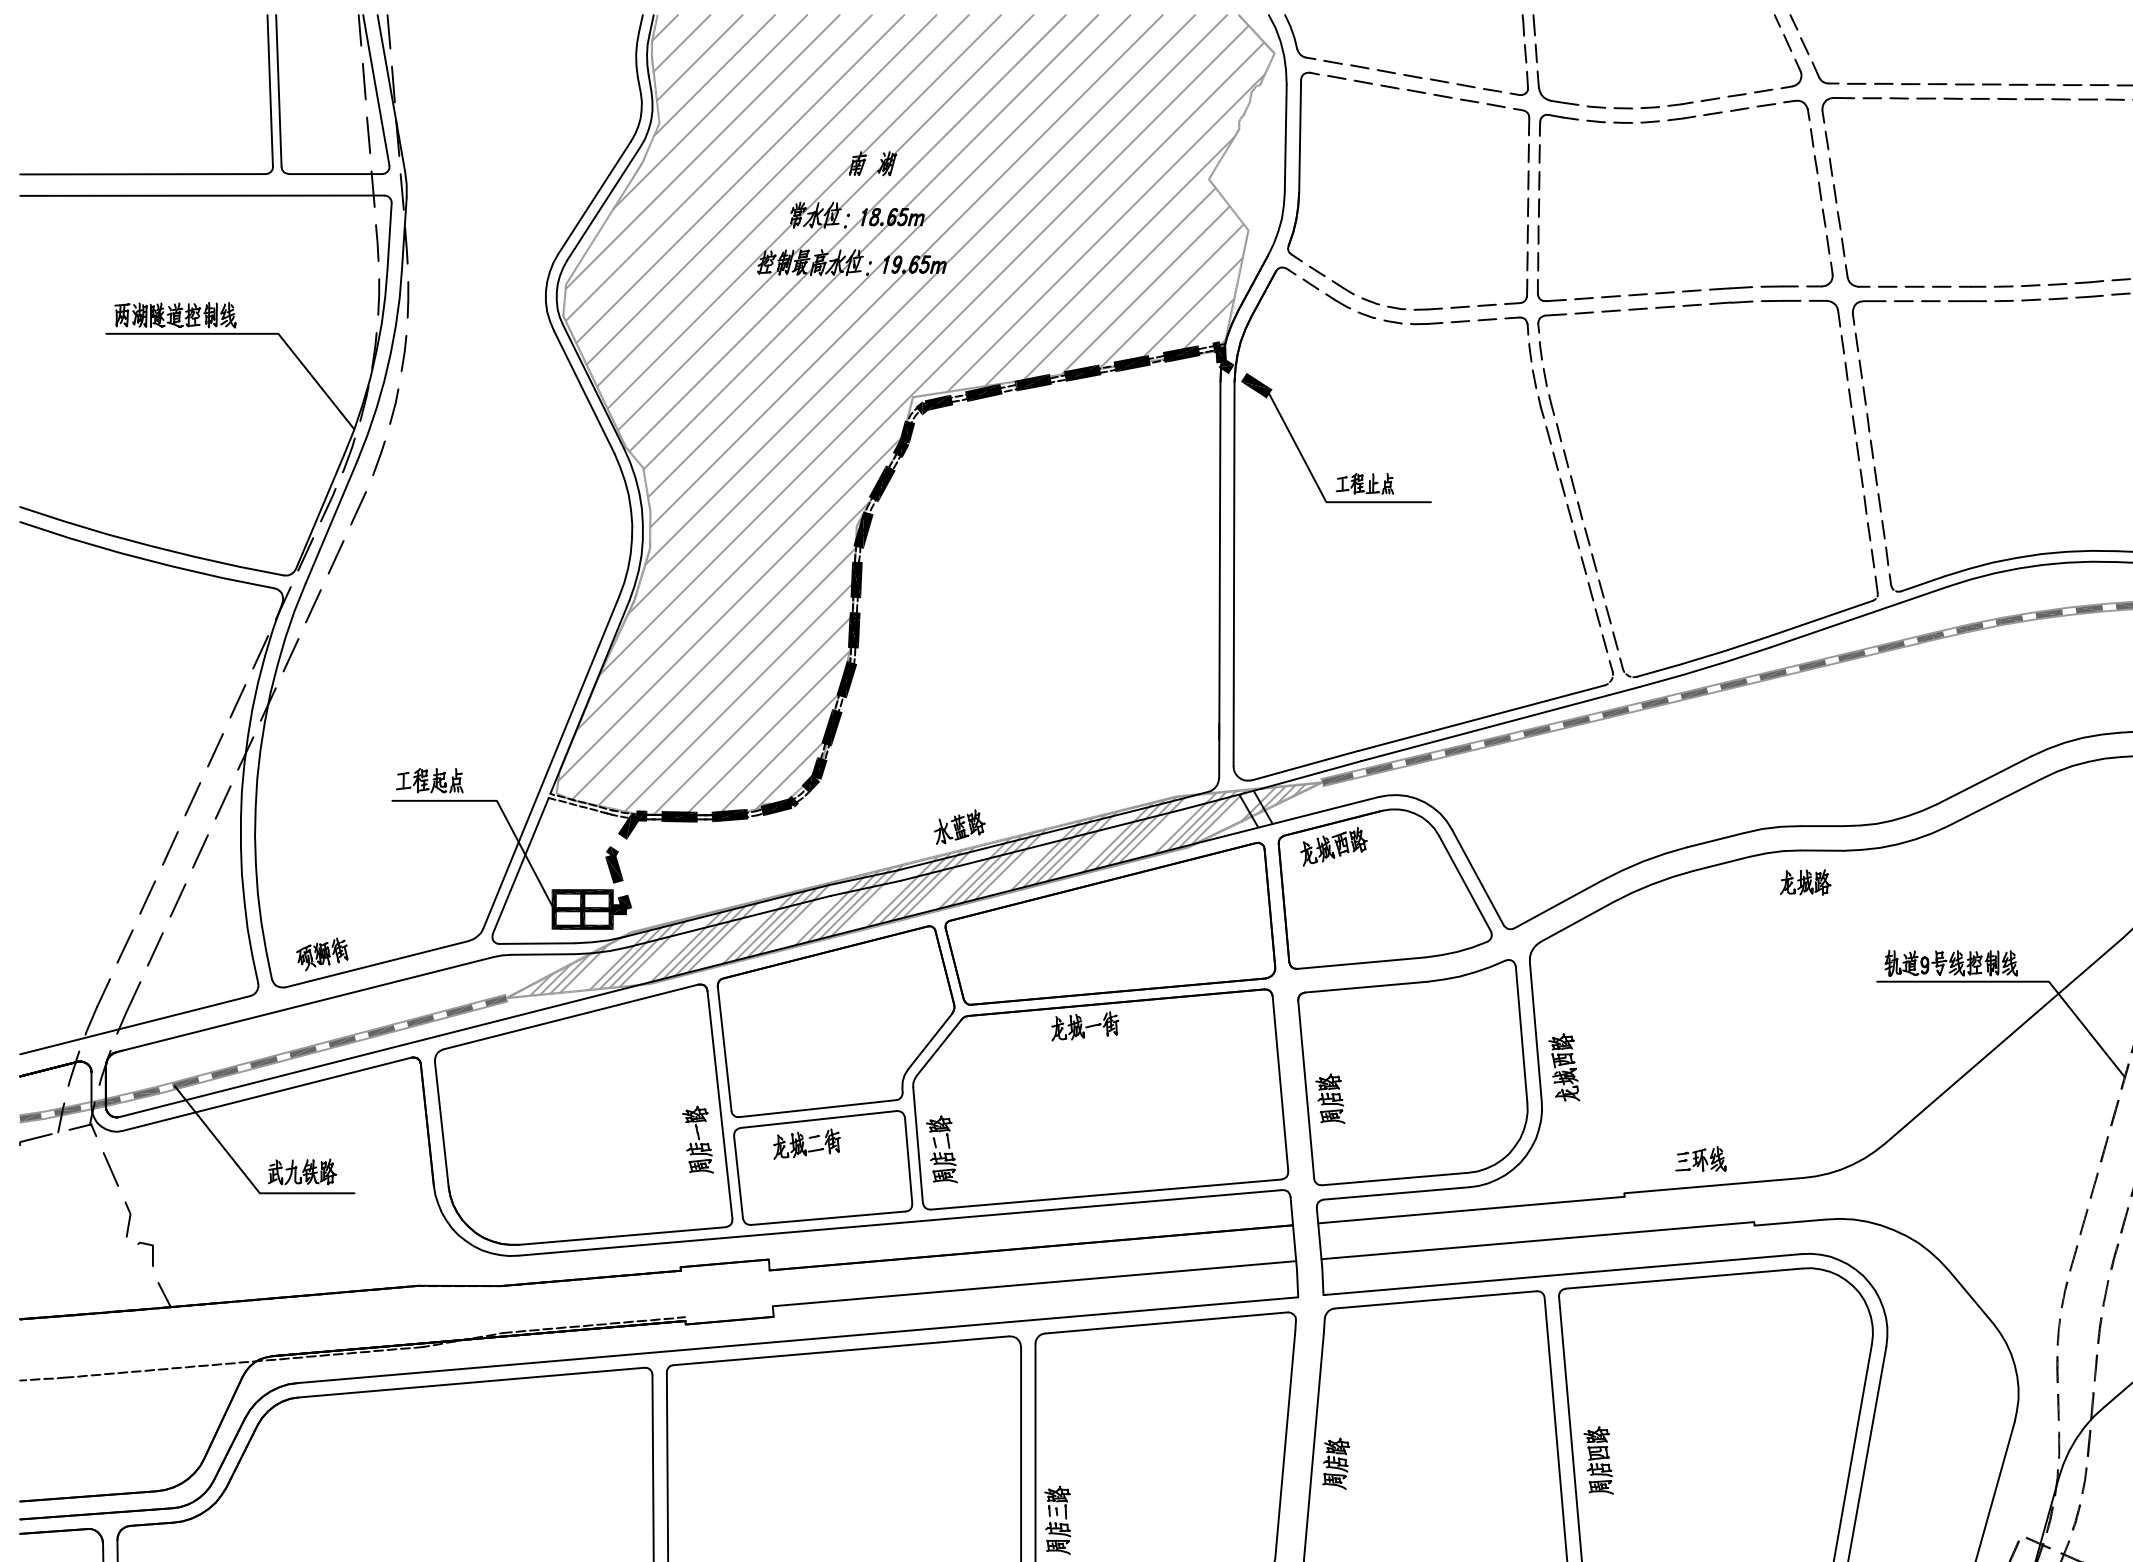 南 湖
常水位：18.65m
控制最高水位：19.65m
两湖隧道控制线
工程止点
工程起点
水蓝路
龙城西路
龙城路
硕狮街
轨道9号线控制线
龙城一街
龙城西路
周店路
周店一路
周店二路
龙城二街
三环线
武九铁路
周店路
周店四路
周店三路